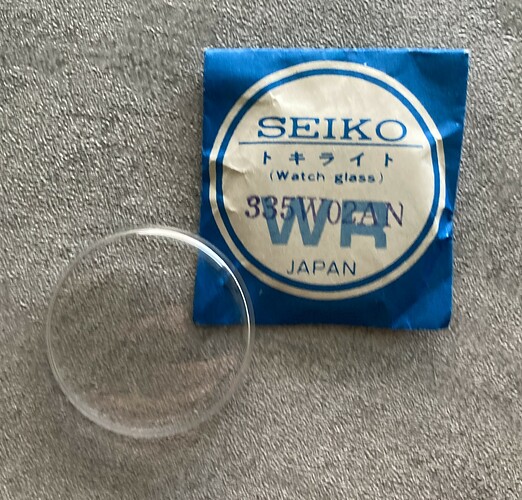 SEIKO
トキライト
(Watch glass)
335W02AN
WR
JAPAN